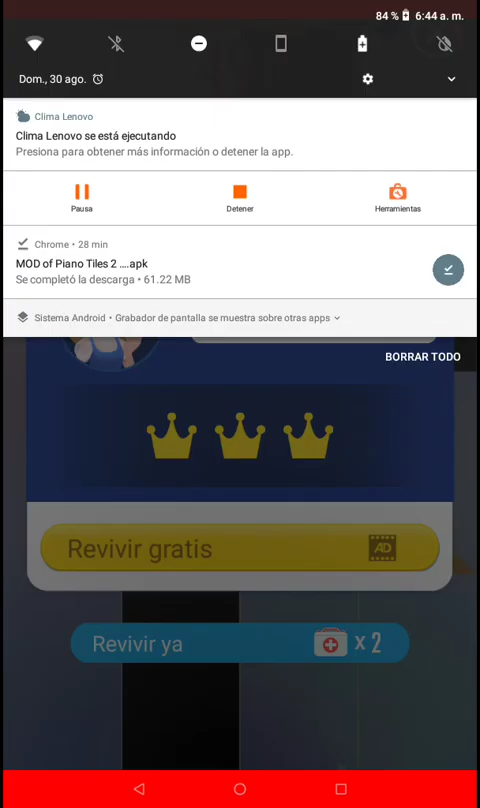 84 % 6:44 a. m.
Dom., 30 ago.
Clima Lenovo
Clima Lenovo se está ejecutando
Presiona para obtener más información o detener la app.
Pausa
Detener
Herramientas
Chrome • 28 min
MOD of Piano Tiles 2 ....apk
Se completó la descarga • 61.22 MB
Sistema Android • Grabador de pantalla se muestra sobre otras apps
BORRAR TODO
Revivir gratis
AD
Revivir ya
x 2